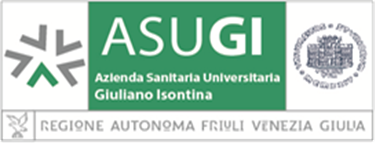 ASUGI
Azienda Sanitaria Universitaria
Giuliano Isontina
REGIONE AUTONOMA FRIULI VENEZIA GIULIA